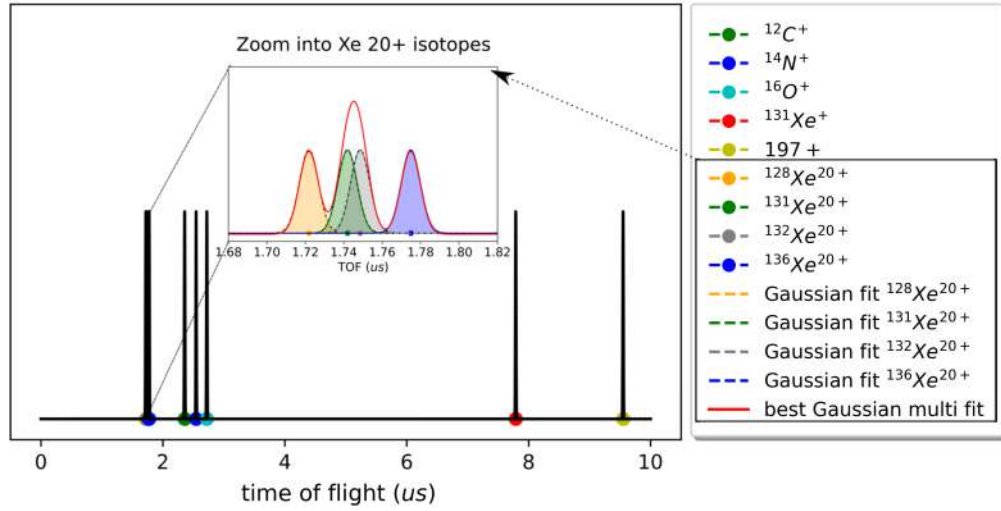 Zoom into Xe 20+ isotopes
1.68 1.70 1.72 1.74 1.76 1.78 1.80 1.82
TOF (us)
0 2 4 6 8 10
time of flight (us)
¹²C⁺
¹⁴N⁺
¹⁶O⁺
¹³¹Xe⁺
197 +
¹²⁸Xe²⁰⁺
¹³¹Xe²⁰⁺
¹³²Xe²⁰⁺
¹³⁶Xe²⁰⁺
Gaussian fit ¹²⁸Xe²⁰⁺
Gaussian fit ¹³¹Xe²⁰⁺
Gaussian fit ¹³²Xe²⁰⁺
Gaussian fit ¹³⁶Xe²⁰⁺
best Gaussian multi fit